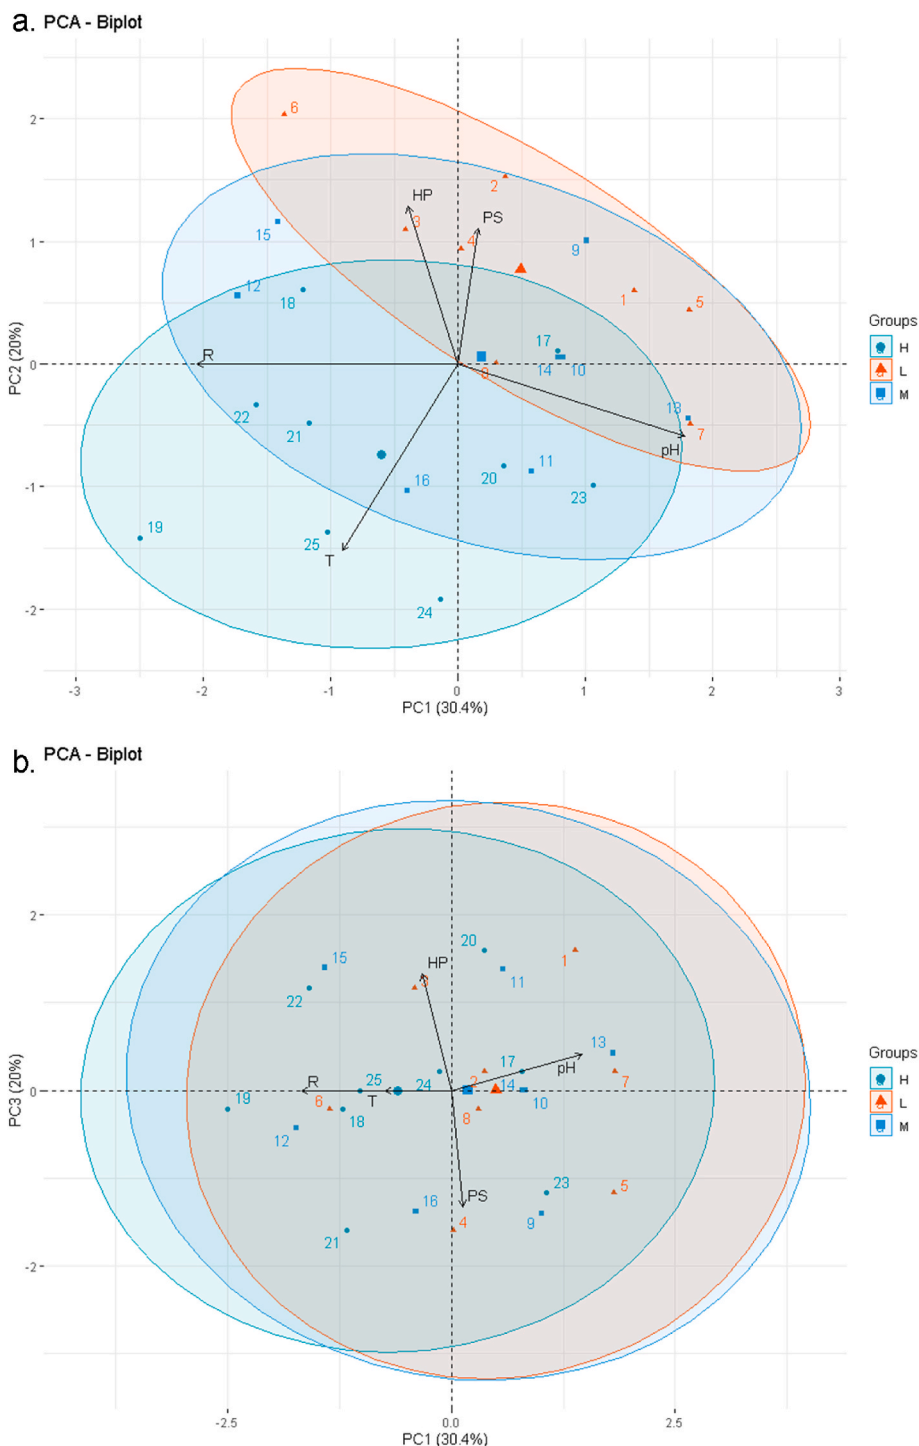 a. PCA - Biplot
6
2
HP
3
PS
4
15
9
12
18
1
5
17
R
8
14 10
22
21
13
7
pH
16
20
11
23
19
25
T
24
2
1
0
-1
-2
PC2 (20%)
-3 -2 -1 0 1 2 3
PC1 (30.4%)
Groups
H
L
M
b. PCA - Biplot
20
1
15
HP
11
3
22
13
17
pH
7
R
25
24
2
14
T
19
6
18
8
10
12
23
5
16
PS
4
9
21
2
0
-2
PC3 (20%)
-2.5 0.0 2.5
PC1 (30.4%)
Groups
H
L
M